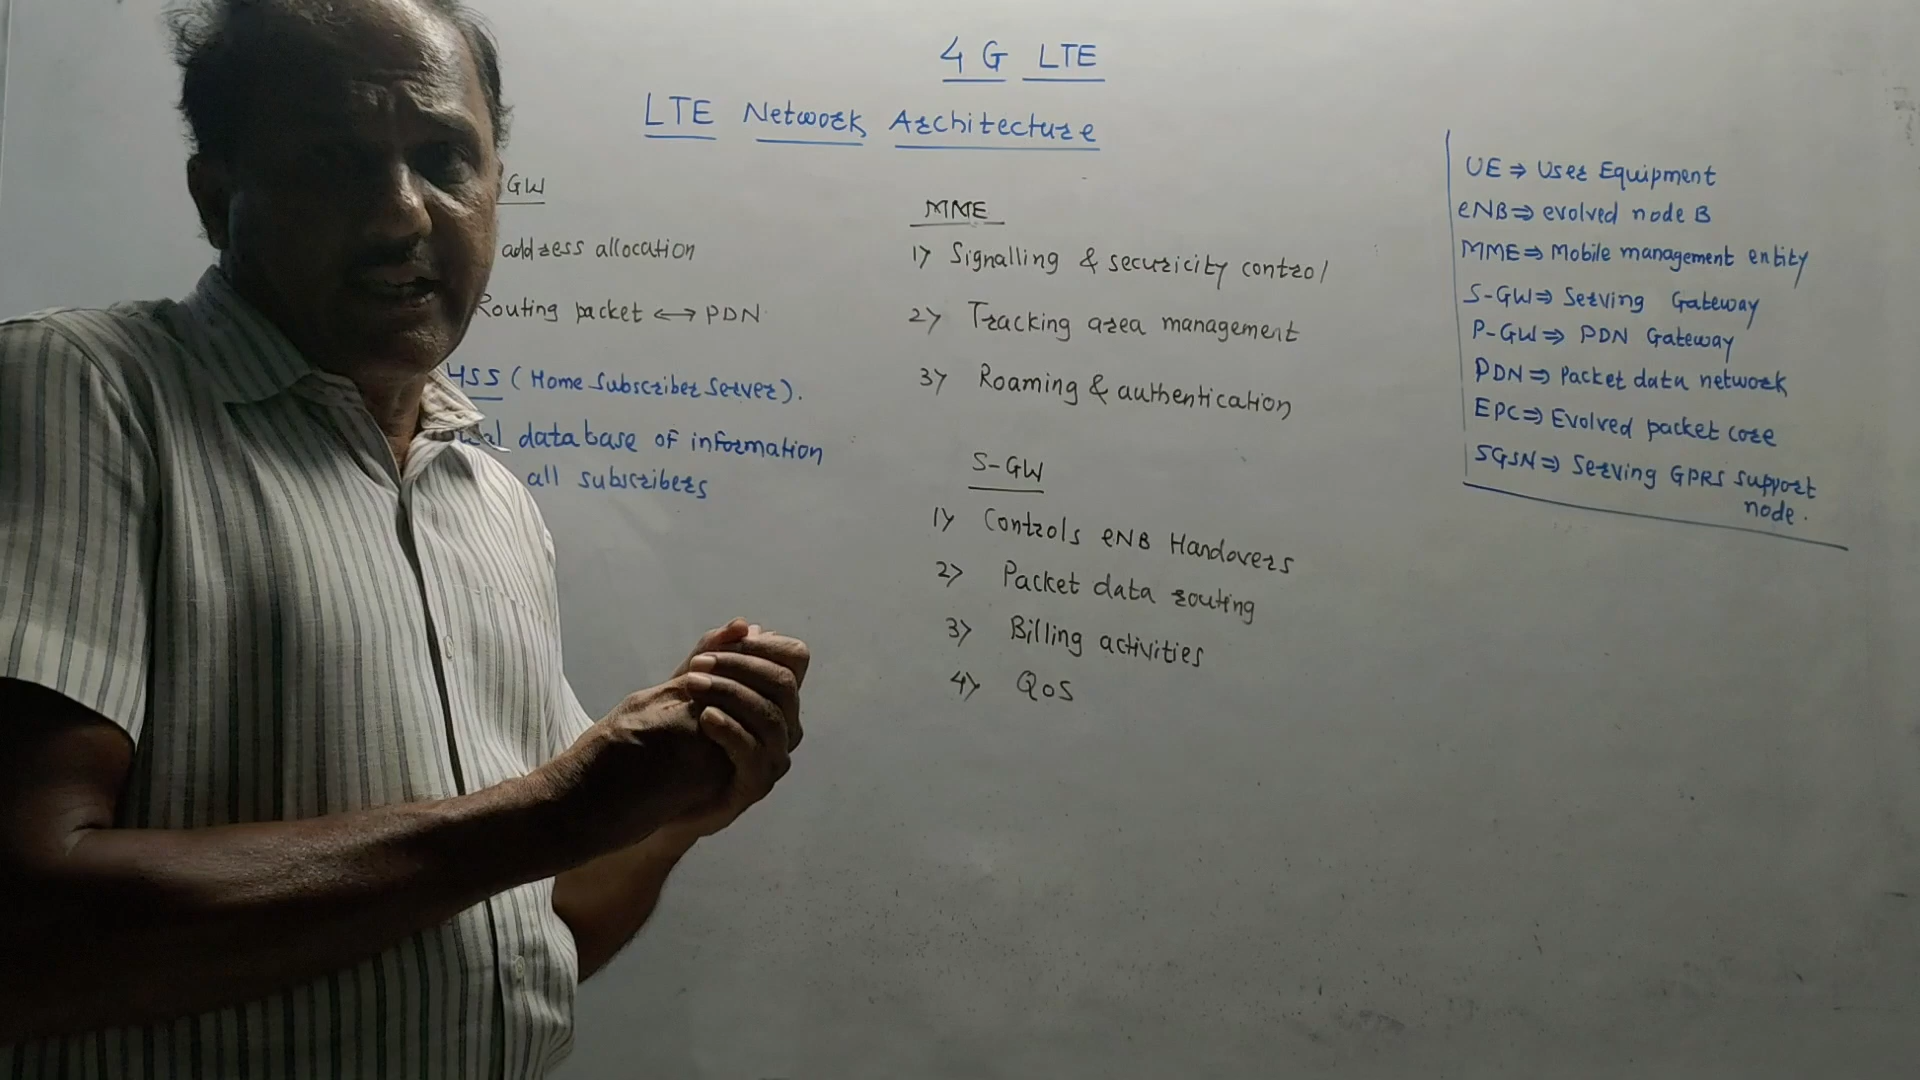 4G LTE
LTE Network Architecture
GW
address allocation
Routing packet ↔ PDN
HSS (Home Subscriber Server).
database of information
all subscribers
MME
1) Signalling & securicity control
2) Tracking area management
3) Roaming & authentication
S-GW
1) Controls eNB Handovers
2) Packet data routing
3) Billing activities
4) QoS
UE ⇒ User Equipment
eNB ⇒ evolved node B
MME ⇒ Mobile management entity
S-GW ⇒ Serving Gateway
P-GW ⇒ PDN Gateway
PDN ⇒ Packet data network
EPC ⇒ Evolved packet core
SGSN ⇒ Serving GPRS support
node.